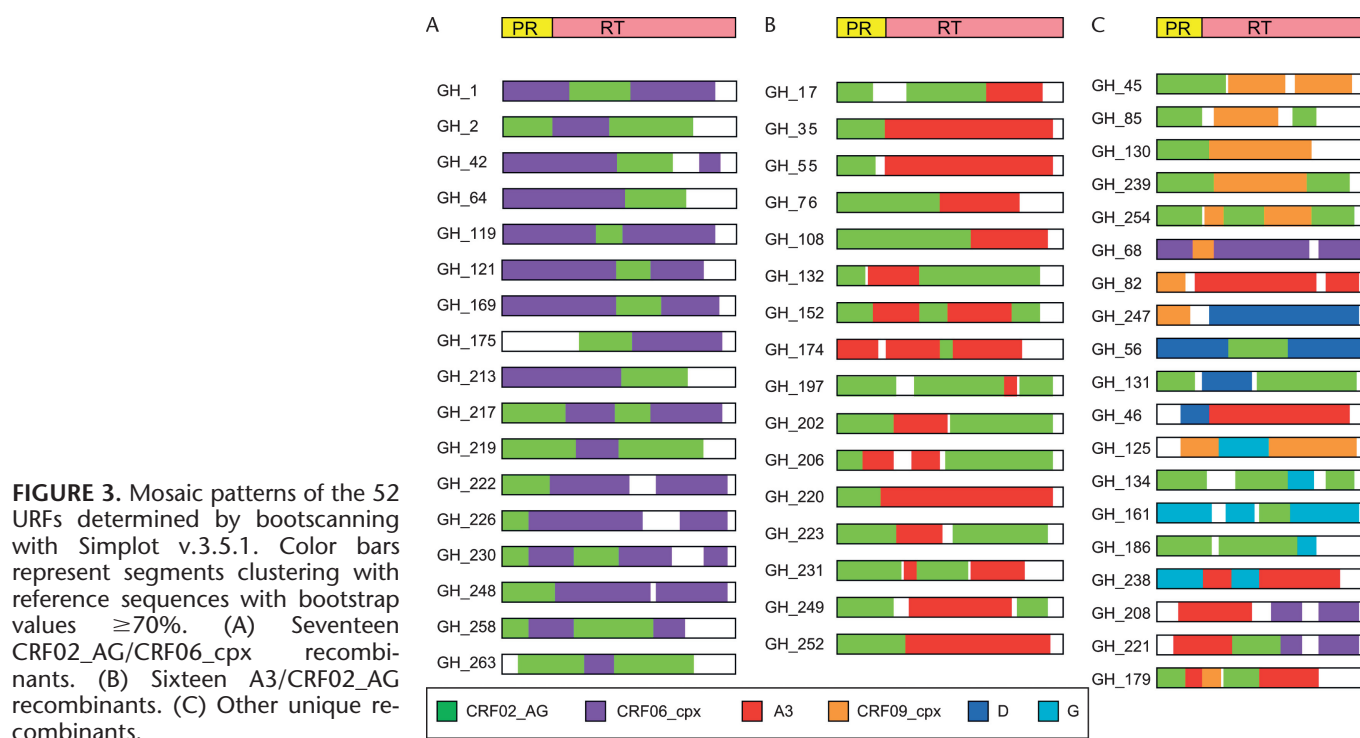 A
PR RT
GH_1
GH_2
GH_42
GH_64
GH_119
GH_121
GH_169
GH_175
GH_213
GH_217
GH_219
GH_222
GH_226
GH_230
GH_248
GH_258
GH_263
B
PR RT
GH_17
GH_35
GH_55
GH_76
GH_108
GH_132
GH_152
GH_174
GH_197
GH_202
GH_206
GH_220
GH_223
GH_231
GH_249
GH_252
C
PR RT
GH_45
GH_85
GH_130
GH_239
GH_254
GH_68
GH_82
GH_247
GH_56
GH_131
GH_46
GH_125
GH_134
GH_161
GH_186
GH_238
GH_208
GH_221
GH_179
CRF02_AG CRF06_cpx A3 CRF09_cpx D G
FIGURE 3. Mosaic patterns of the 52
URFs determined by bootscanning
with Simplot v.3.5.1. Color bars
represent segments clustering with
reference sequences with bootstrap
values ≥70%. (A) Seventeen
CRF02_AG/CRF06_cpx recombi-
nants. (B) Sixteen A3/CRF02_AG
recombinants. (C) Other unique re-
combinants.